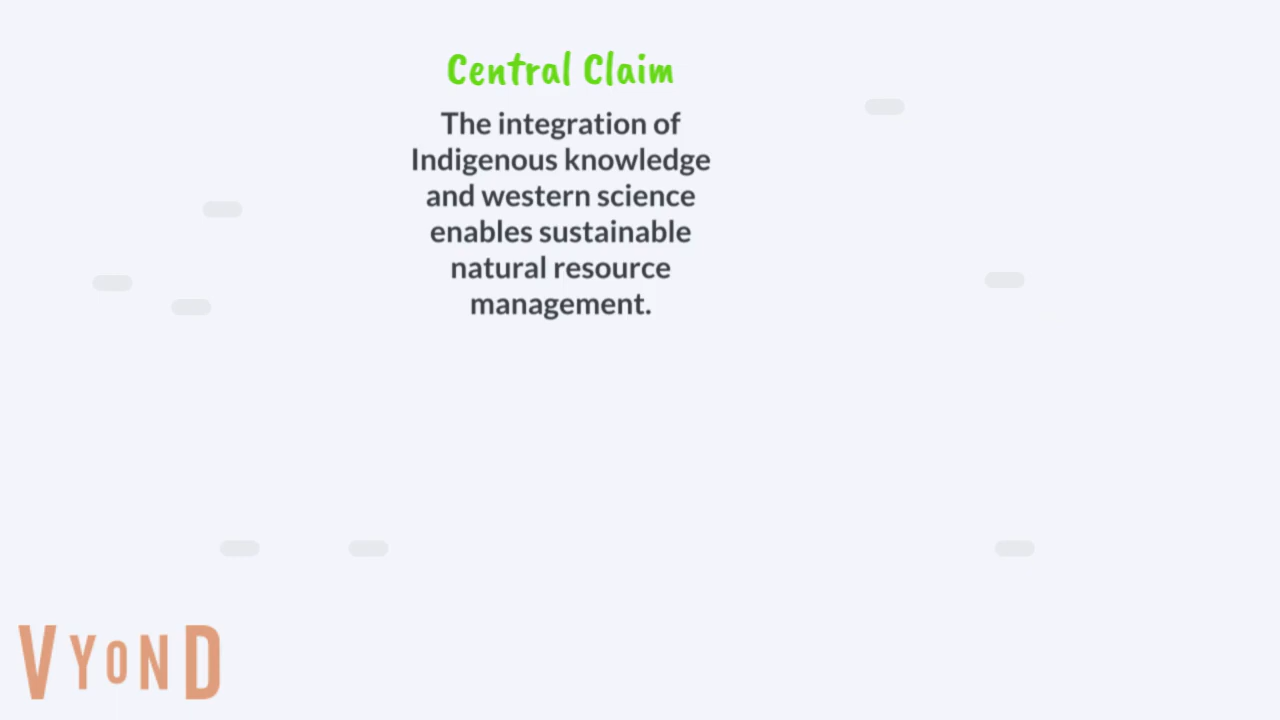 Central Claim
The integration of
Indigenous knowledge
and western science
enables sustainable
natural resource
management.
VYOND